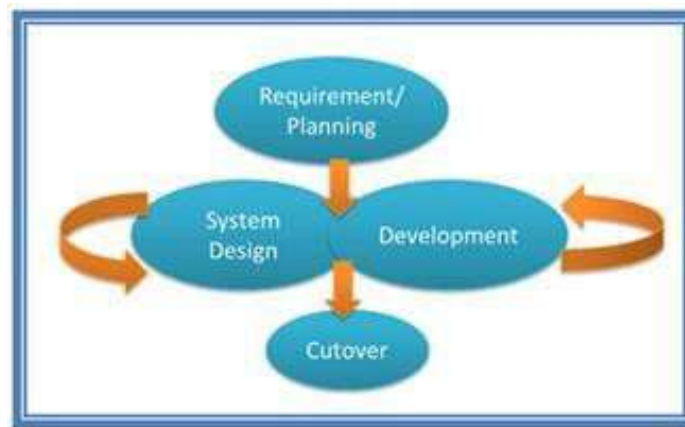 Requirement/
Planning
System
Design
Development
Cutover